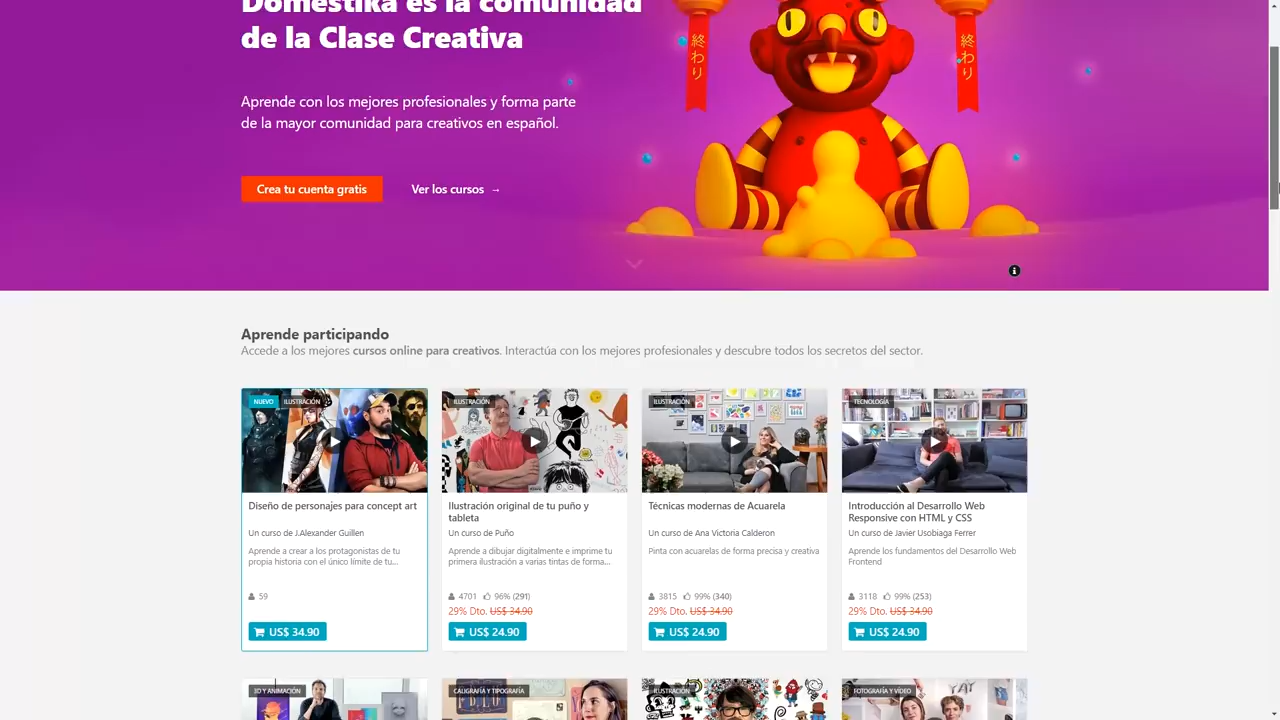 Domestika es la comunidad
de la Clase Creativa
終わり
終わり
Aprende con los mejores profesionales y forma parte
de la mayor comunidad para creativos en español.
Crea tu cuenta gratis
Ver los cursos →
Aprende participando
Accede a los mejores cursos online para creativos. Interactúa con los mejores profesionales y descubre todos los secretos del sector.
NUEVO ILUSTRACIÓN
Diseño de personajes para concept art
Un curso de J.Alexander Guillen
Aprende a crear a los protagonistas de tu
propia historia con el único límite de tu...
59
US$ 34.90
ILUSTRACIÓN
Ilustración original de tu puño y
tableta
Un curso de Puño
Aprende a dibujar digitalmente e imprime tu
primera ilustración a varias tintas de forma...
4701 96% (291)
29% Dto. US$ 34.90
US$ 24.90
ILUSTRACIÓN
Técnicas modernas de Acuarela
Un curso de Ana Victoria Calderon
Pinta con acuarelas de forma precisa y creativa
3815 99% (340)
29% Dto. US$ 34.90
US$ 24.90
TECNOLOGÍA
Introducción al Desarrollo Web
Responsive con HTML y CSS
Un curso de Javier Usobiaga Ferrer
Aprende los fundamentos del Desarrollo Web
Frontend
3118 99% (253)
29% Dto. US$ 34.90
US$ 24.90
3D Y ANIMACIÓN
CALIGRAFÍA Y TIPOGRAFÍA
ILUSTRACIÓN
FOTOGRAFÍA Y VÍDEO
YAY